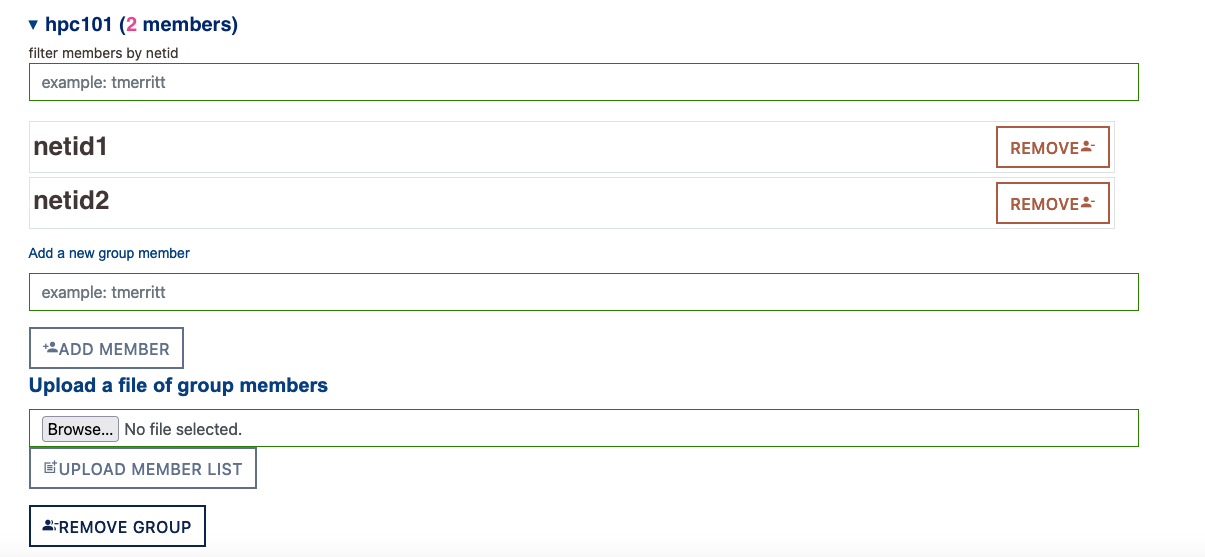 ▾ hpc101 (2 members)
filter members by netid
example: tmerritt
netid1
REMOVE
netid2
REMOVE
Add a new group member
example: tmerritt
ADD MEMBER
Upload a file of group members
Browse... No file selected.
UPLOAD MEMBER LIST
REMOVE GROUP